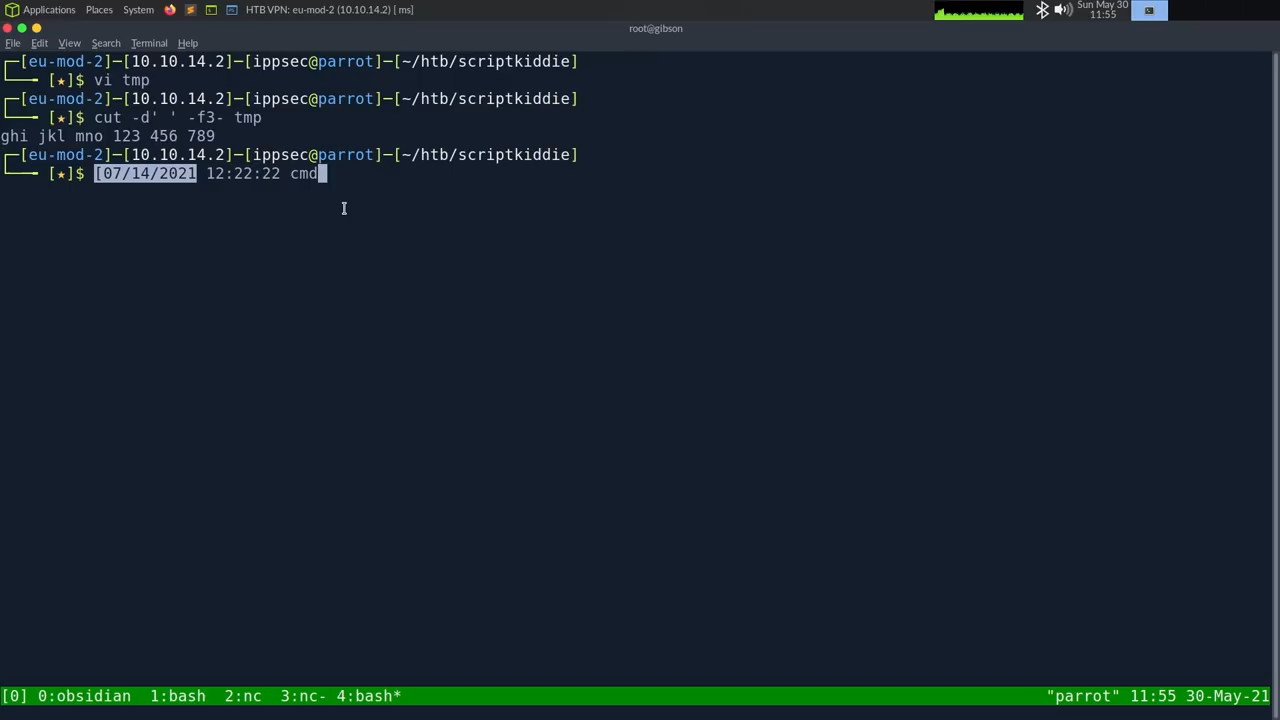 Applications Places System HTB VPN: eu-mod-2 (10.10.14.2) [ ms] Sun May 30
11:55
root@gibson
File Edit View Search Terminal Help
┌─[eu-mod-2]─[10.10.14.2]─[ippsec@parrot]─[~/htb/scriptkiddie]
└──╼ [★]$ vi tmp
┌─[eu-mod-2]─[10.10.14.2]─[ippsec@parrot]─[~/htb/scriptkiddie]
└──╼ [★]$ cut -d' ' -f3- tmp
ghi jkl mno 123 456 789
┌─[eu-mod-2]─[10.10.14.2]─[ippsec@parrot]─[~/htb/scriptkiddie]
└──╼ [★]$ [07/14/2021 12:22:22 cmd
[0] 0:obsidian 1:bash 2:nc 3:nc- 4:bash* "parrot" 11:55 30-May-21